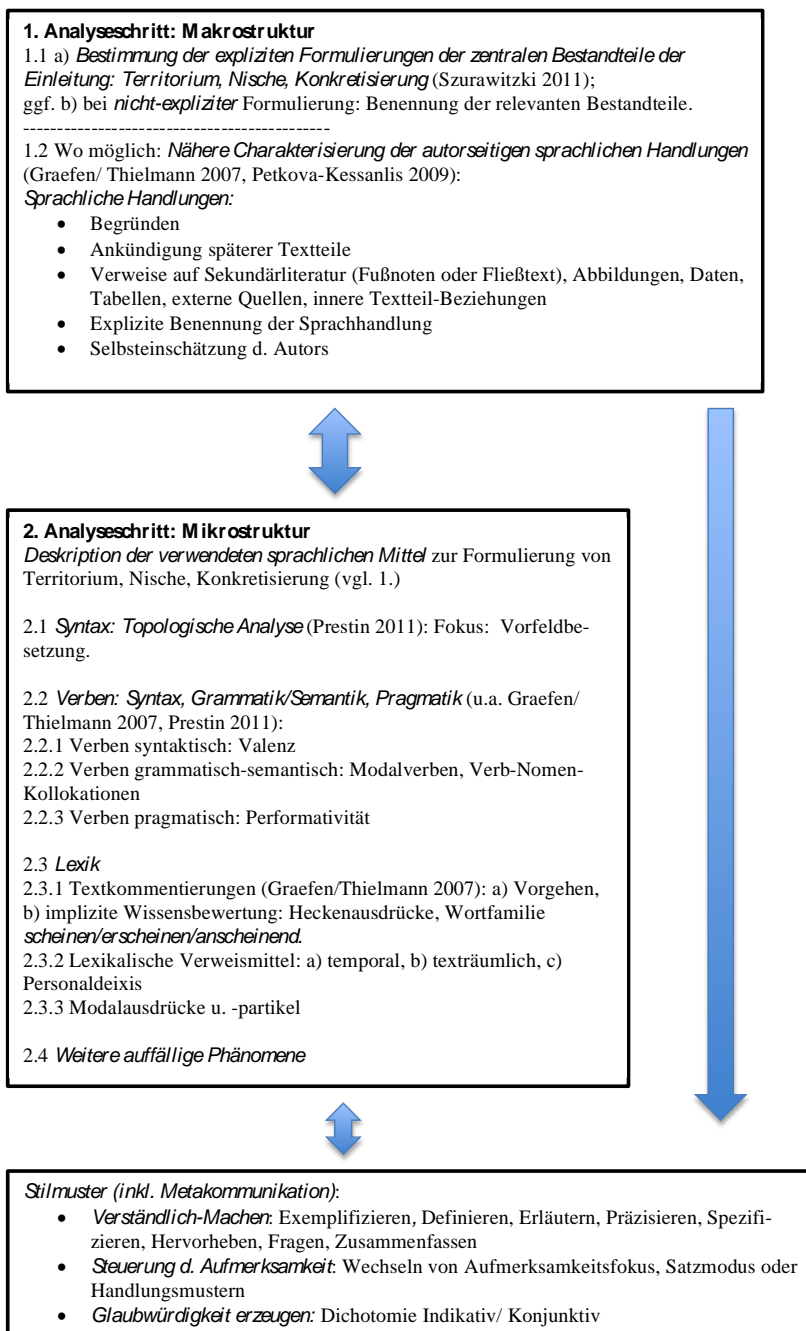 1. Analyseschritt: Makrostruktur
1.1 a) Bestimmung der expliziten Formulierungen der zentralen Bestandteile der
Einleitung: Territorium, Nische, Konkretisierung (Szurawitzki 2011);
ggf. b) bei nicht-expliziter Formulierung: Benennung der relevanten Bestandteile.
---------------------------------------------
1.2 Wo möglich: Nähere Charakterisierung der autorseitigen sprachlichen Handlungen
(Graefen/ Thielmann 2007, Petkova-Kessanlis 2009):
Sprachliche Handlungen:
• Begründen
• Ankündigung späterer Textteile
• Verweise auf Sekundärliteratur (Fußnoten oder Fließtext), Abbildungen, Daten,
Tabellen, externe Quellen, innere Textteil-Beziehungen
• Explizite Benennung der Sprachhandlung
• Selbsteinschätzung d. Autors
2. Analyseschritt: Mikrostruktur
Deskription der verwendeten sprachlichen Mittel zur Formulierung von
Territorium, Nische, Konkretisierung (vgl. 1.)
2.1 Syntax: Topologische Analyse (Prestin 2011): Fokus: Vorfeldbe-
setzung.
2.2 Verben: Syntax, Grammatik/Semantik, Pragmatik (u.a. Graefen/
Thielmann 2007, Prestin 2011):
2.2.1 Verben syntaktisch: Valenz
2.2.2 Verben grammatisch-semantisch: Modalverben, Verb-Nomen-
Kollokationen
2.2.3 Verben pragmatisch: Performativität
2.3 Lexik
2.3.1 Textkommentierungen (Graefen/Thielmann 2007): a) Vorgehen,
b) implizite Wissensbewertung: Heckenausdrücke, Wortfamilie
scheinen/erscheinen/anscheinend.
2.3.2 Lexikalische Verweismittel: a) temporal, b) texträumlich, c)
Personaldeixis
2.3.3 Modalausdrücke u. -partikel
2.4 Weitere auffällige Phänomene
Stilmuster (inkl. Metakommunikation):
• Verständlich-Machen: Exemplifizieren, Definieren, Erläutern, Präzisieren, Spezifi-
zieren, Hervorheben, Fragen, Zusammenfassen
• Steuerung d. Aufmerksamkeit: Wechseln von Aufmerksamkeitsfokus, Satzmodus oder
Handlungsmustern
• Glaubwürdigkeit erzeugen: Dichotomie Indikativ/ Konjunktiv